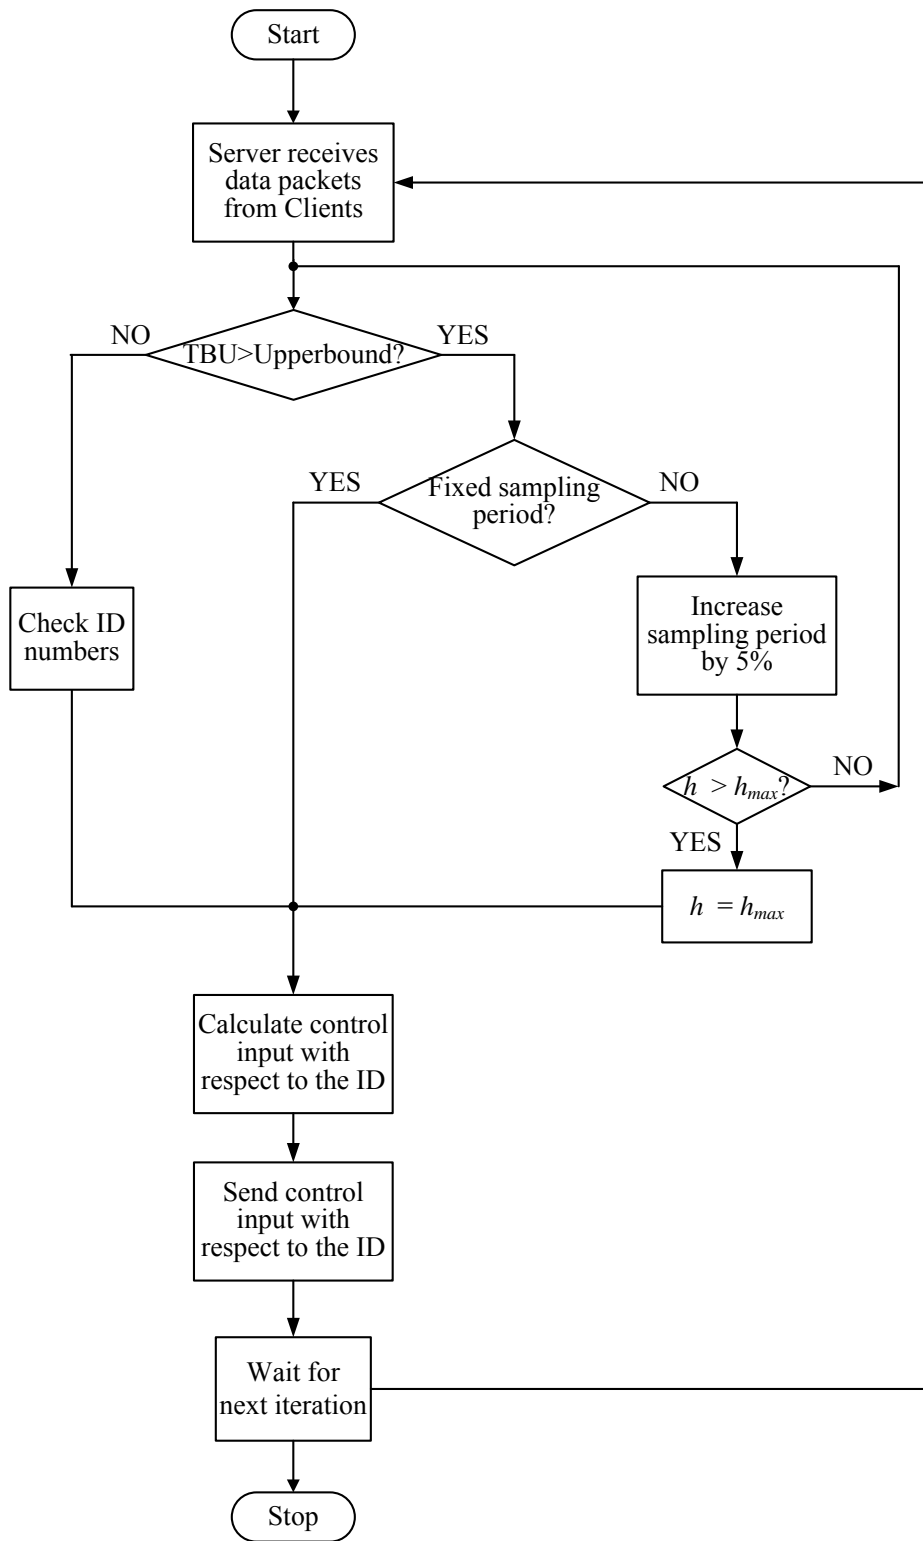 Start
Server receives
data packets
from Clients
NO
YES
TBU>Upperbound?
YES
Fixed sampling
period?
NO
Increase
sampling period
by 5%
Check ID
numbers
h > hmax?
NO
YES
h = hmax
Calculate control
input with
respect to the ID
Send control
input with
respect to the ID
Wait for
next iteration
Stop